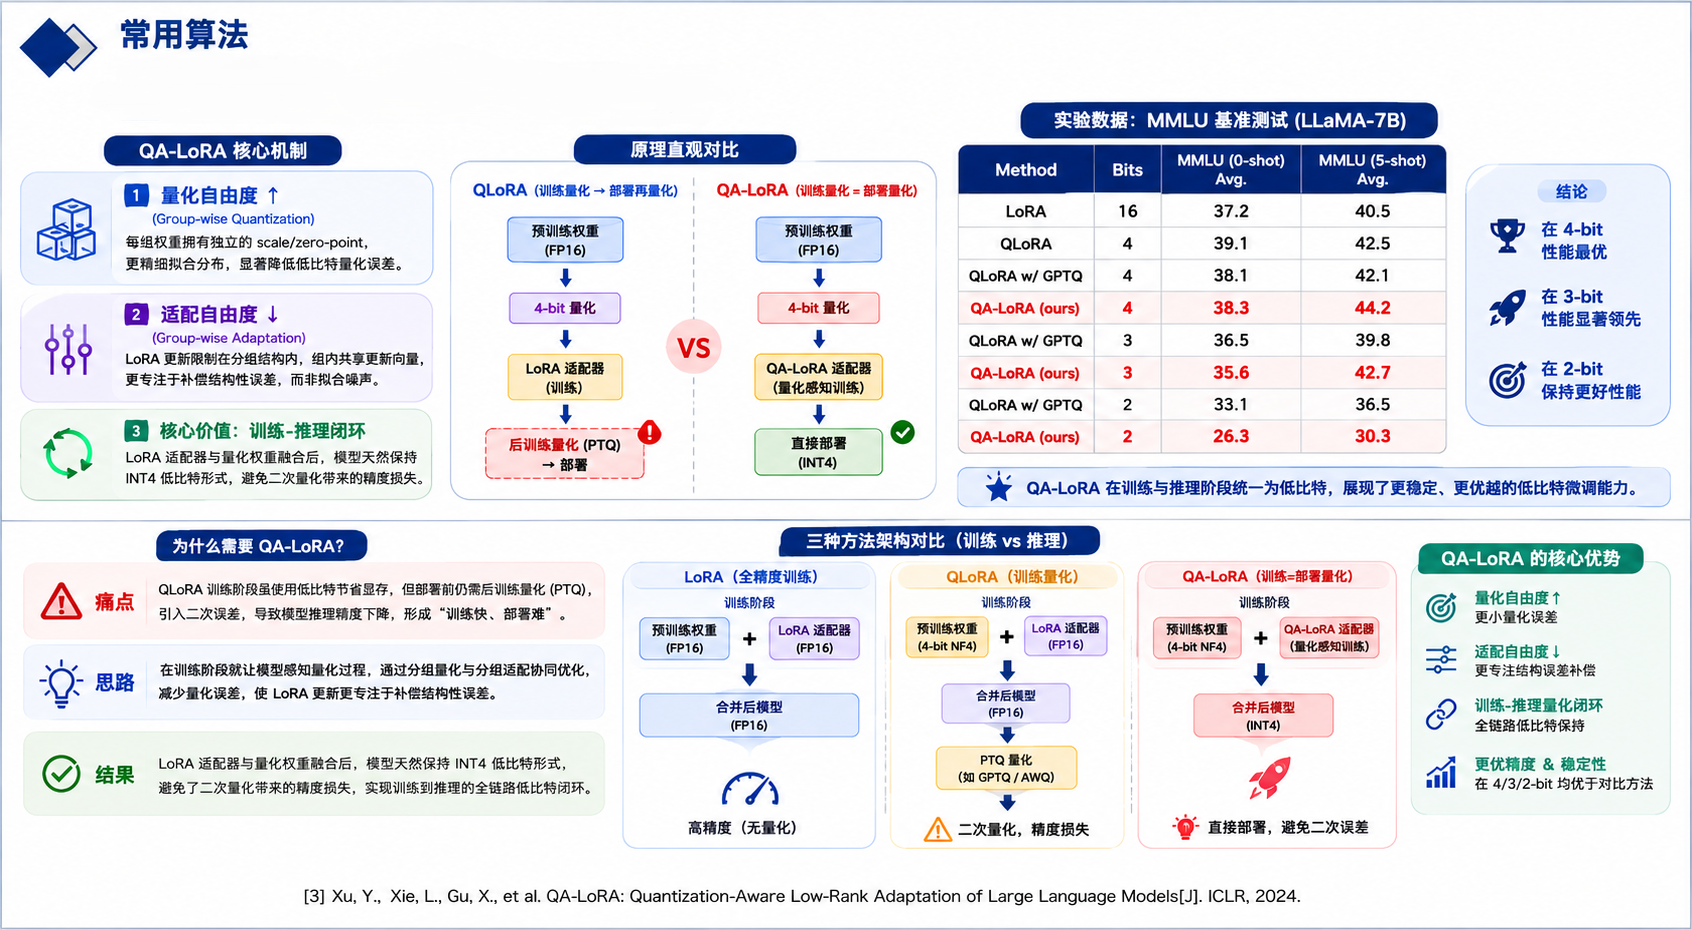 常用算法
QA-LoRA 核心机制
1 量化自由度 ↑
(Group-wise Quantization)
每组权重拥有独立的 scale/zero-point，
更精细拟合分布，显著降低低比特量化误差。
2 适配自由度 ↓
(Group-wise Adaptation)
LoRA 更新限制在分组结构内，组内共享更新向量，
更专注于补偿结构性误差，而非拟合噪声。
3 核心价值：训练-推理闭环
LoRA 适配器与量化权重融合后，模型天然保持
INT4 低比特形式，避免二次量化带来的精度损失。
原理直观对比
QLoRA（训练量化 → 部署再量化）
预训练权重
(FP16)
4-bit 量化
LoRA 适配器
(训练)
后训练量化 (PTQ)
→ 部署
VS
QA-LoRA（训练量化 = 部署量化）
预训练权重
(FP16)
4-bit 量化
QA-LoRA 适配器
(量化感知训练)
直接部署
(INT4)
实验数据：MMLU 基准测试 (LLaMA-7B)
Method Bits MMLU (0-shot) Avg. MMLU (5-shot) Avg.
LoRA 16 37.2 40.5
QLoRA 4 39.1 42.5
QLoRA w/ GPTQ 4 38.1 42.1
QA-LoRA (ours) 4 38.3 44.2
QLoRA w/ GPTQ 3 36.5 39.8
QA-LoRA (ours) 3 35.6 42.7
QLoRA w/ GPTQ 2 33.1 36.5
QA-LoRA (ours) 2 26.3 30.3
结论
在 4-bit
性能最优
在 3-bit
性能显著领先
在 2-bit
保持更好性能
QA-LoRA 在训练与推理阶段统一为低比特，展现了更稳定、更优越的低比特微调能力。
为什么需要 QA-LoRA？
痛点
QLoRA 训练阶段虽使用低比特节省显存，但部署前仍需后训练量化 (PTQ)，
引入二次误差，导致模型推理精度下降，形成“训练快、部署难”。
思路
在训练阶段就让模型感知量化过程，通过分组量化与分组适配协同优化，
减少量化误差，使 LoRA 更新更专注于补偿结构性误差。
结果
LoRA 适配器与量化权重融合后，模型天然保持 INT4 低比特形式，
避免了二次量化带来的精度损失，实现训练到推理的全链路低比特闭环。
三种方法架构对比（训练 vs 推理）
LoRA（全精度训练）
训练阶段
预训练权重
(FP16)
+
LoRA 适配器
(FP16)
合并后模型
(FP16)
高精度（无量化）
QLoRA（训练量化）
训练阶段
预训练权重
(4-bit NF4)
+
LoRA 适配器
(FP16)
合并后模型
(FP16)
PTQ 量化
(如 GPTQ / AWQ)
二次量化，精度损失
QA-LoRA（训练=部署量化）
训练阶段
预训练权重
(4-bit NF4)
+
QA-LoRA 适配器
(量化感知训练)
合并后模型
(INT4)
直接部署，避免二次误差
QA-LoRA 的核心优势
量化自由度↑
更小量化误差
适配自由度↓
更专注结构误差补偿
训练-推理量化闭环
全链路低比特保持
更优精度 & 稳定性
在 4/3/2-bit 均优于对比方法
[3] Xu, Y., Xie, L., Gu, X., et al. QA-LoRA: Quantization-Aware Low-Rank Adaptation of Large Language Models[J]. ICLR, 2024.